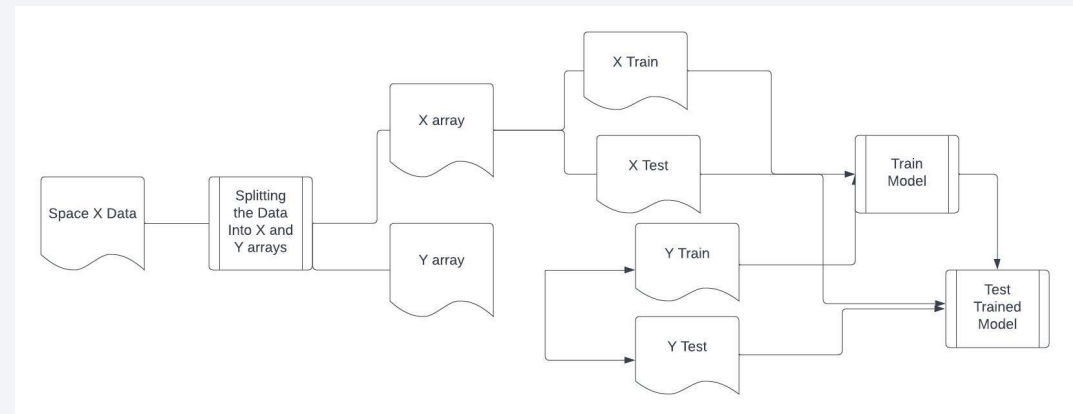 Space X Data
Splitting
the Data
Into X and
Y arrays
X array
Y array
X Train
X Test
Y Train
Y Test
Train
Model
Test
Trained
Model